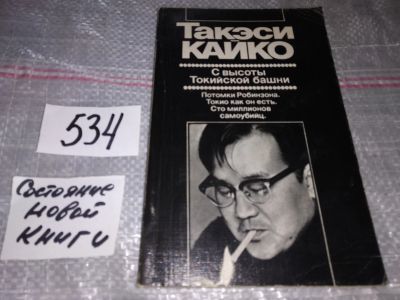 Такэси
КАЙКО
С высоты
Токийской башни
Потомки Робинзона.
Токио как он есть.
Сто миллионов
самоубийц.
534
Состояние
новой
книги